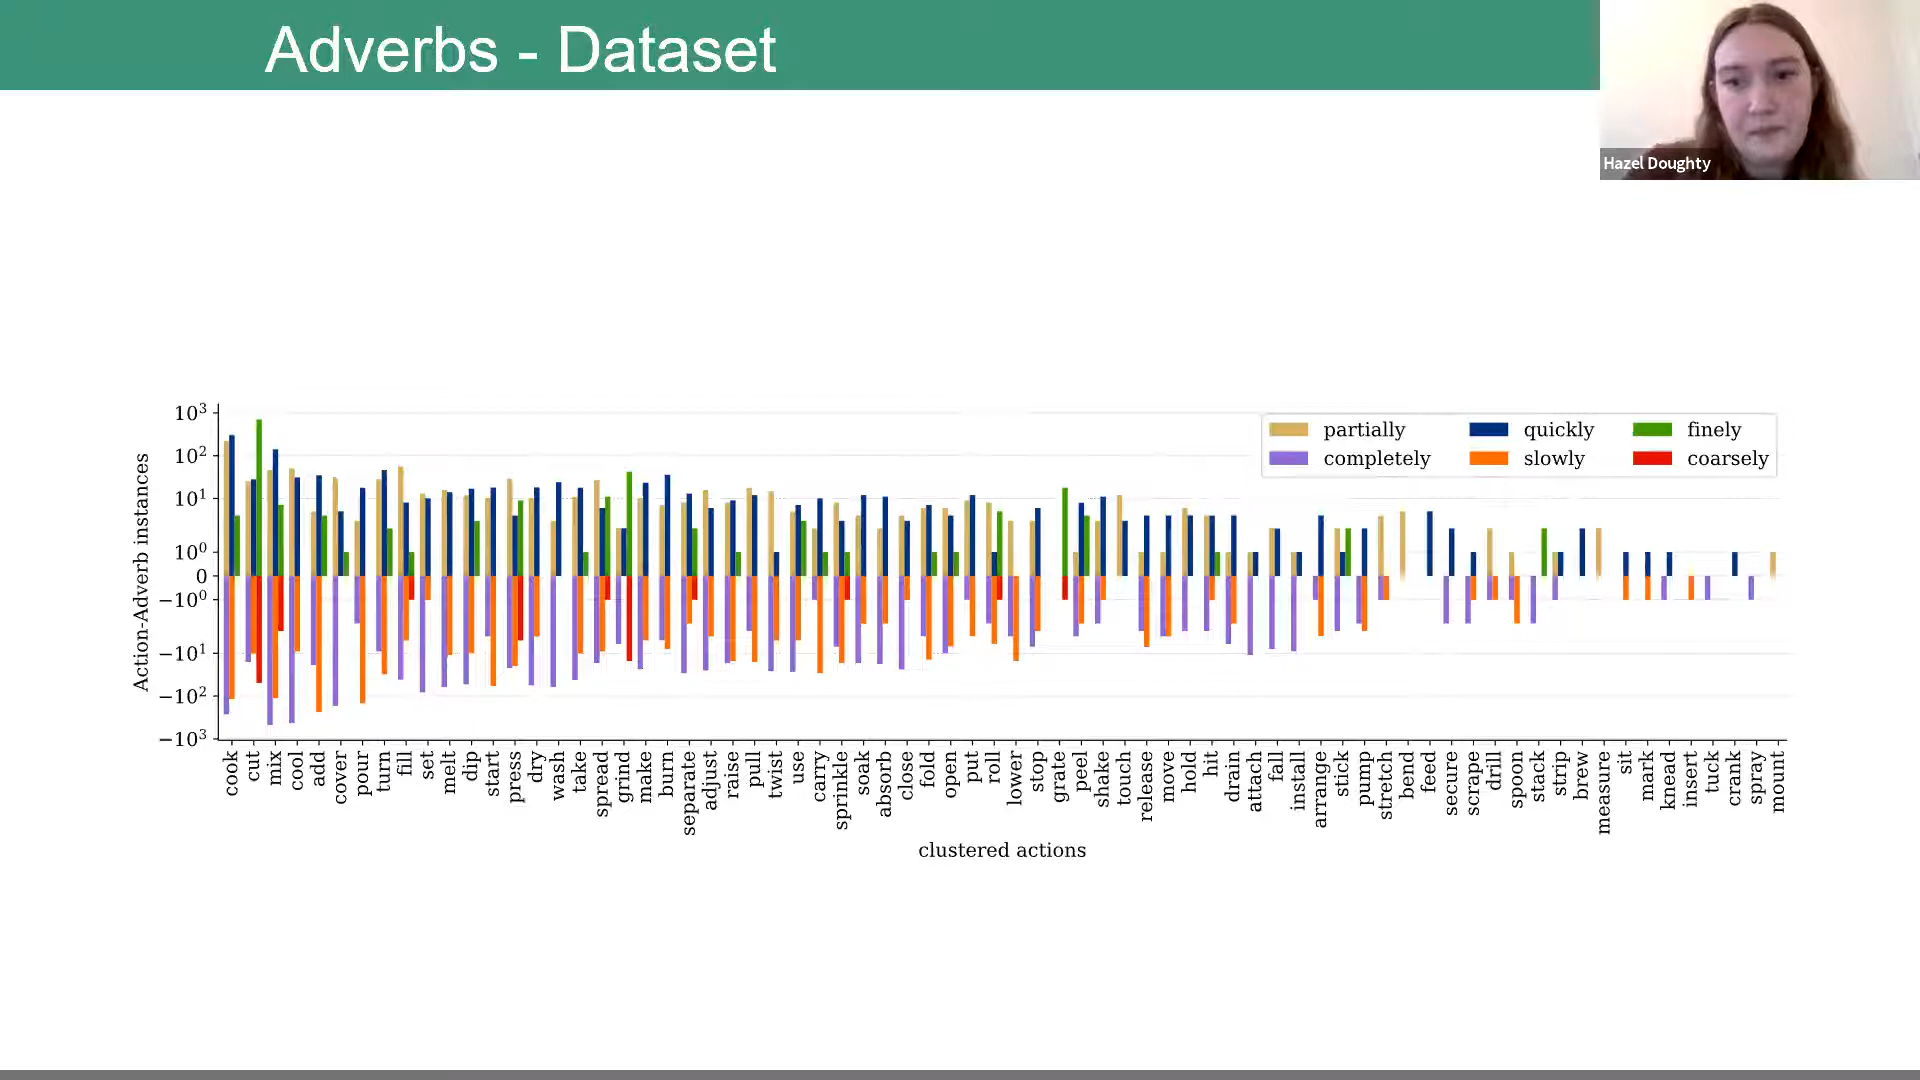 Adverbs - Dataset
Hazel Doughty
Action-Adverb instances
10³
10²
10¹
10⁰
0
−10⁰
−10¹
−10²
−10³
partially quickly finely
completely slowly coarsely
cook cut mix cool add cover pour turn fill set melt dip start press dry wash take spread grind make burn separate adjust raise pull twist use carry sprinkle soak absorb close fold open put roll lower stop grate peel shake touch release move hold hit drain attach fall install arrange stick pump stretch bend feed secure scrape drill spoon stack strip brew measure sit mark knead insert tuck crank spray mount
clustered actions